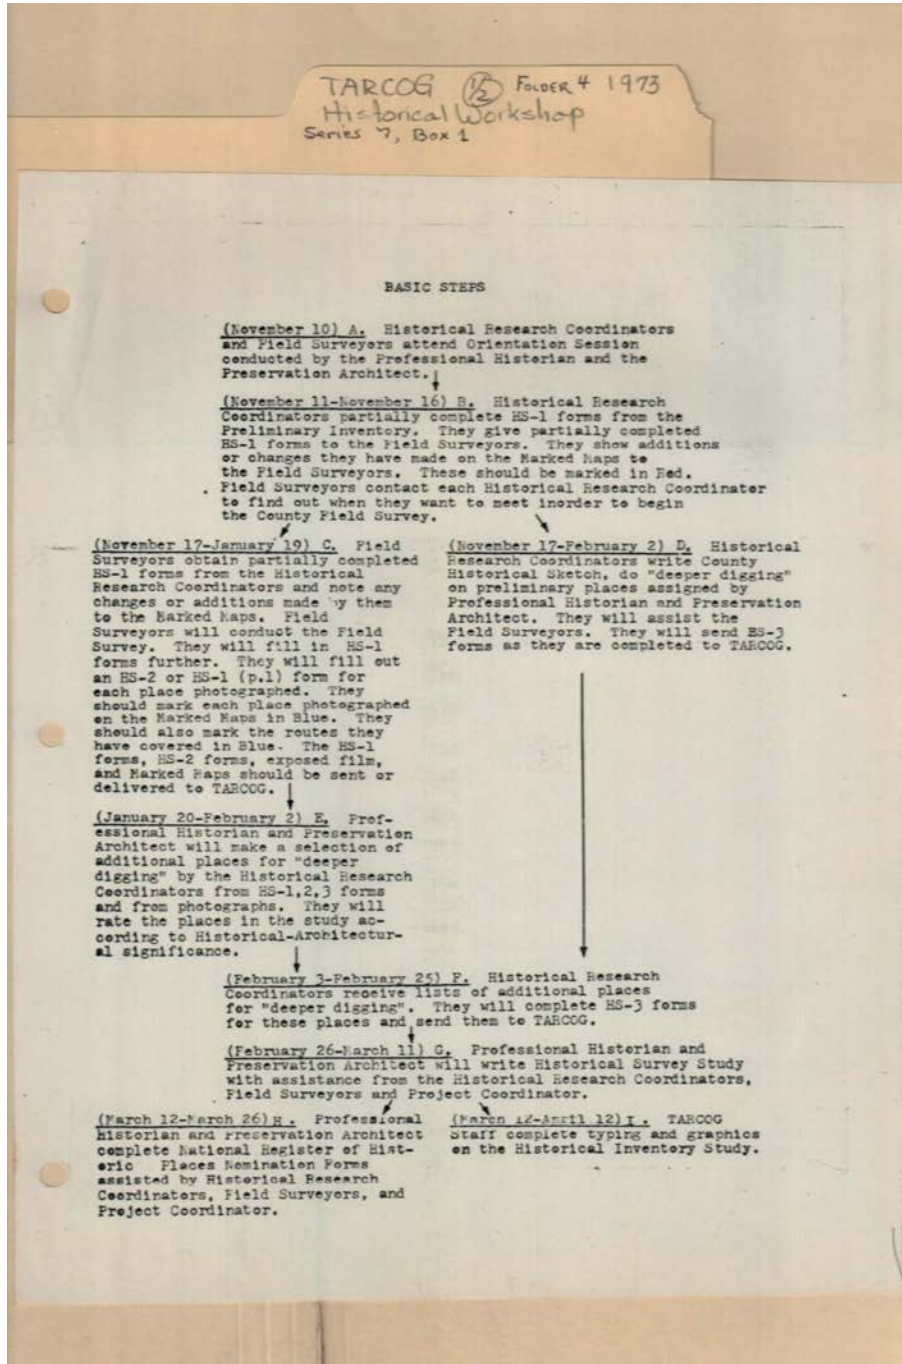 TARCOG 1/2 FOLDER 4 1973
Historical Workshop
Series 7, Box 1
BASIC STEPS
(November 10) A. Historical Research Coordinators
and Field Surveyors attend Orientation Session
conducted by the Professional Historian and the
Preservation Architect.
(November 11-November 16) B. Historical Research
Coordinators partially complete HS-1 forms from the
Preliminary Inventory. They give partially completed
HS-1 forms to the Field Surveyors. They show additions
or changes they have made on the Marked Maps to
the Field Surveyors. These should be marked in Red.
Field Surveyors contact each Historical Research Coordinator
to find out when they want to meet inorder to begin
the County Field Survey.
(November 17-January 19) C. Field
Surveyors obtain partially completed
HS-1 forms from the Historical
Research Coordinators and note any
changes or additions made by them
to the Marked Maps. Field
Surveyors will conduct the Field
Survey. They will fill in HS-1
forms further. They will fill out
an HS-2 or HS-1 (p.1) form for
each place photographed. They
should mark each place photographed
on the Marked Maps in Blue. They
should also mark the routes they
have covered in Blue. The HS-1
forms, HS-2 forms, exposed film,
and Marked Maps should be sent or
delivered to TARCOG.
(November 17-February 2) D. Historical
Research Coordinators write County
Historical Sketch, do "deeper digging"
on preliminary places assigned by
Professional Historian and Preservation
Architect. They will assist the
Field Surveyors. They will send HS-3
forms as they are completed to TARCOG.
(January 20-February 2) E. Prof-
essional Historian and Preservation
Architect will make a selection of
additional places for "deeper
digging" by the Historical Research
Coordinators from HS-1,2,3 forms
and from photographs. They will
rate the places in the study ac-
cording to Historical-Architectur-
al significance.
(February 3-February 25) F. Historical Research
Coordinators receive lists of additional places
for "deeper digging". They will complete HS-3 forms
for these places and send them to TARCOG.
(February 26-March 11) G. Professional Historian and
Preservation Architect will write Historical Survey Study
with assistance from the Historical Research Coordinators,
Field Surveyors and Project Coordinator.
(March 12-March 26) H. Professional
Historian and Preservation Architect
complete National Register of Hist-
oric Places Nomination Forms
assisted by Historical Research
Coordinators, Field Surveyors, and
Project Coordinator.
(March 12-April 12) I. TARCOG
Staff complete typing and graphics
on the Historical Inventory Study.